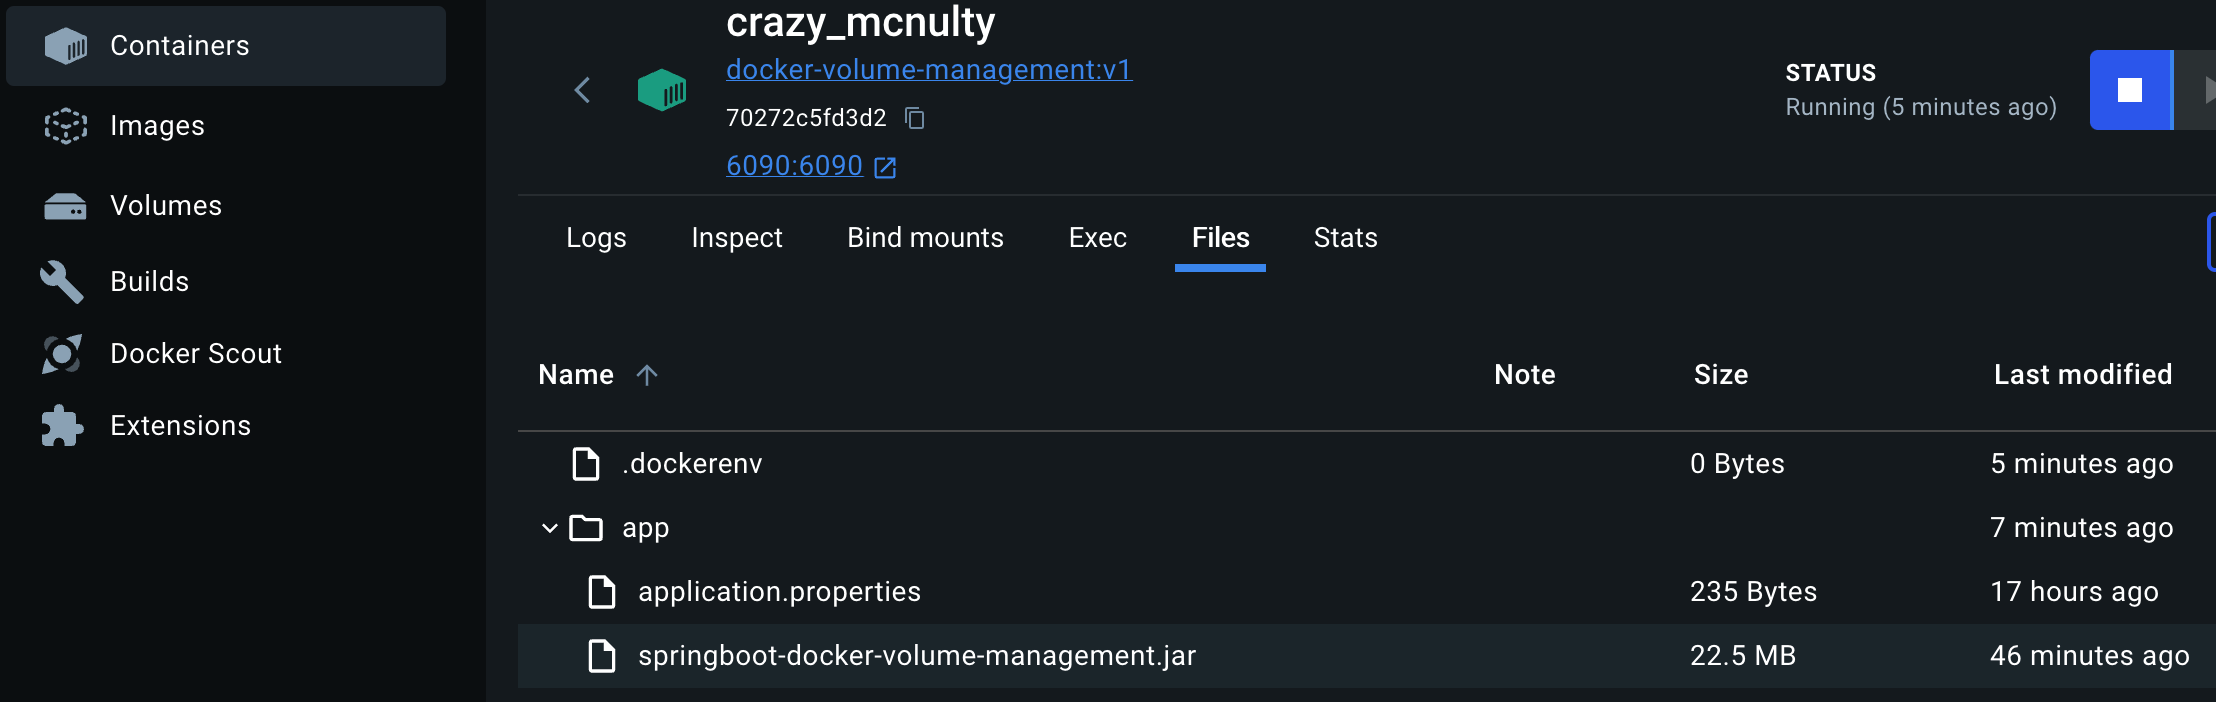 Containers
Images
Volumes
Builds
Docker Scout
Extensions
crazy_mcnulty
docker-volume-management:v1
70272c5fd3d2
6090:6090
STATUS
Running (5 minutes ago)
Logs Inspect Bind mounts Exec Files Stats
Name Note Size Last modified
.dockerenv 0 Bytes 5 minutes ago
app 7 minutes ago
application.properties 235 Bytes 17 hours ago
springboot-docker-volume-management.jar 22.5 MB 46 minutes ago